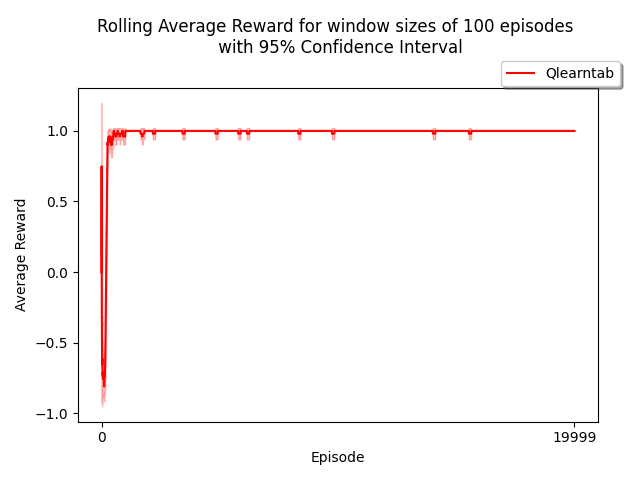 Rolling Average Reward for window sizes of 100 episodes
with 95% Confidence Interval
Qlearntab
1.0
0.5
0.0
−0.5
−1.0
Average Reward
0
19999
Episode